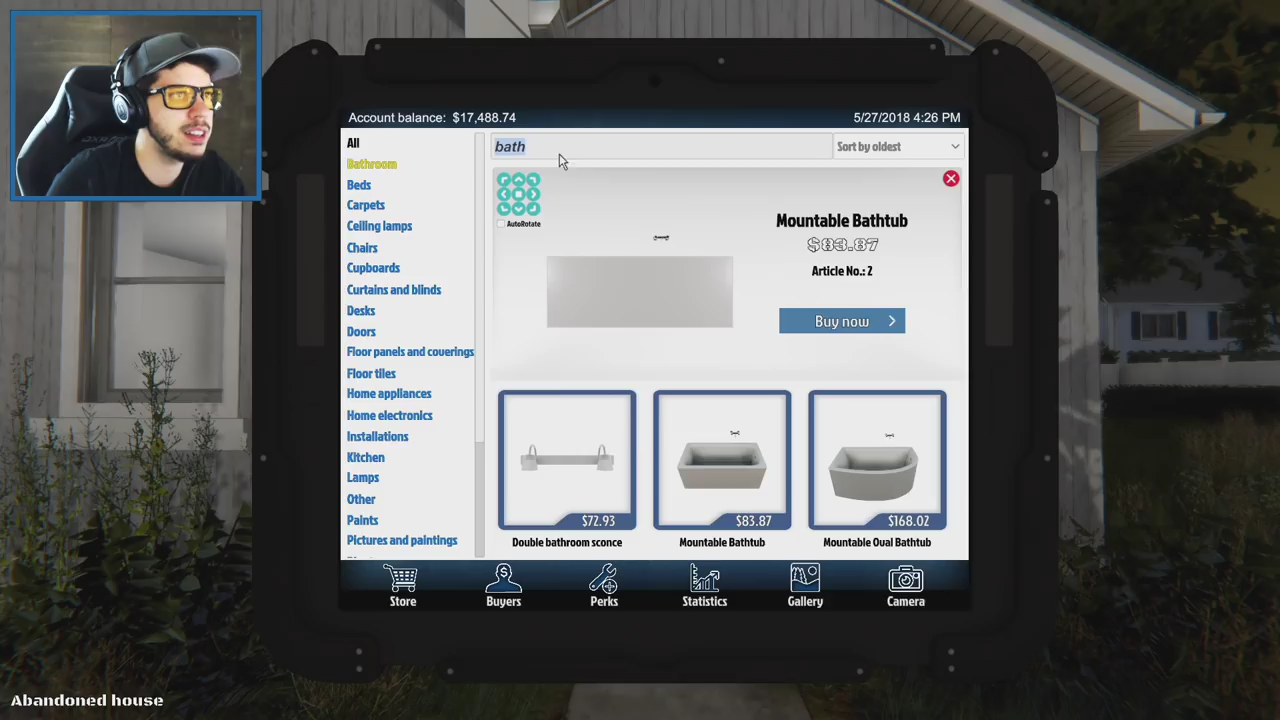 Account balance: $17,488.74
5/27/2018 4:26 PM
All
Bathroom
Beds
Carpets
Ceiling lamps
Chairs
Cupboards
Curtains and blinds
Desks
Doors
Floor panels and coverings
Floor tiles
Home appliances
Home electronics
Installations
Kitchen
Lamps
Other
Paints
Pictures and paintings
bath
Sort by oldest
AutoRotate
Mountable Bathtub
$83.87
Article No.: 2
Buy now
$72.93
$83.87
$168.02
Double bathroom sconce
Mountable Bathtub
Mountable Oval Bathtub
Store
Buyers
Perks
Statistics
Gallery
Camera
Abandoned house